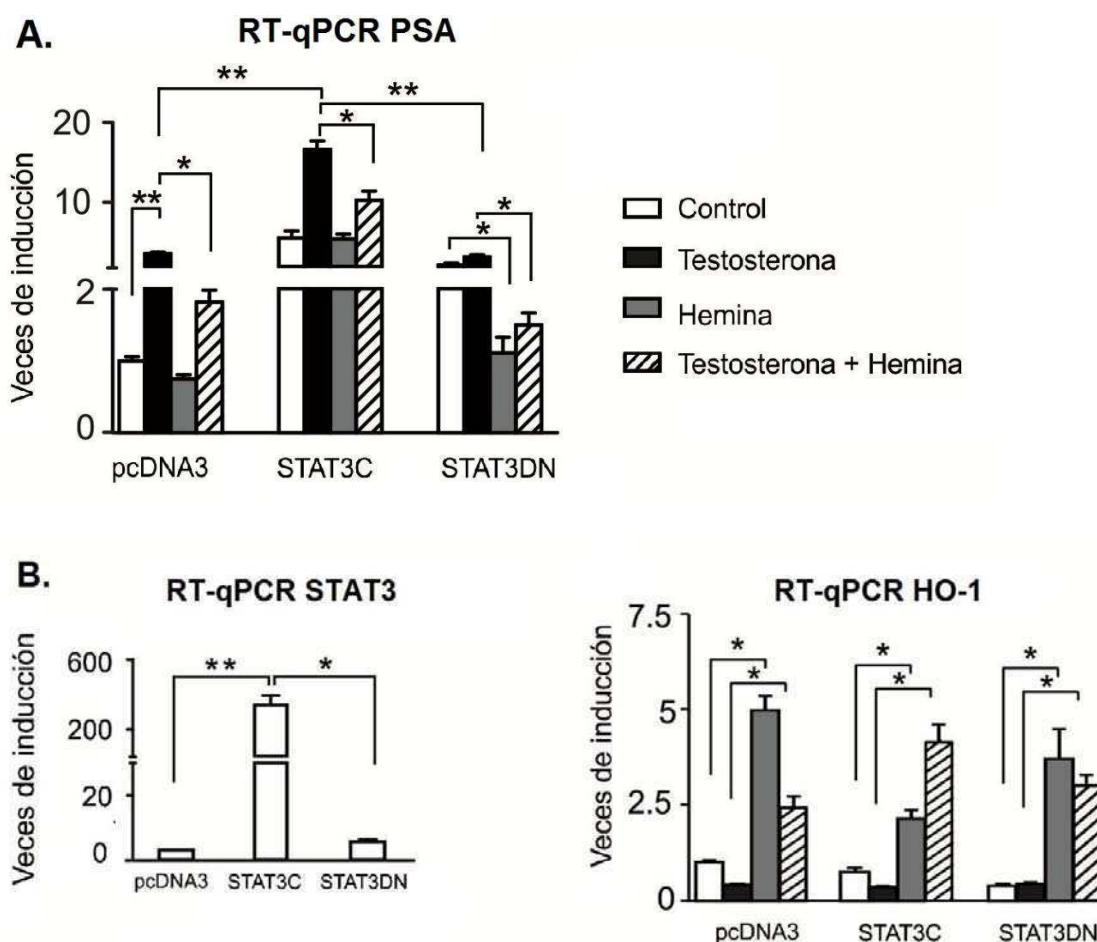 A.
RT-qPCR PSA
Veces de inducción
20
10
2
0
**
*
**
*
**
*
*
pcDNA3
STAT3C
STAT3DN
Control
Testosterona
Hemina
Testosterona + Hemina
B.
RT-qPCR STAT3
Veces de inducción
600
200
20
0
**
*
pcDNA3
STAT3C
STAT3DN
RT-qPCR HO-1
Veces de inducción
7.5
5
2.5
0
*
*
*
*
*
*
pcDNA3
STAT3C
STAT3DN